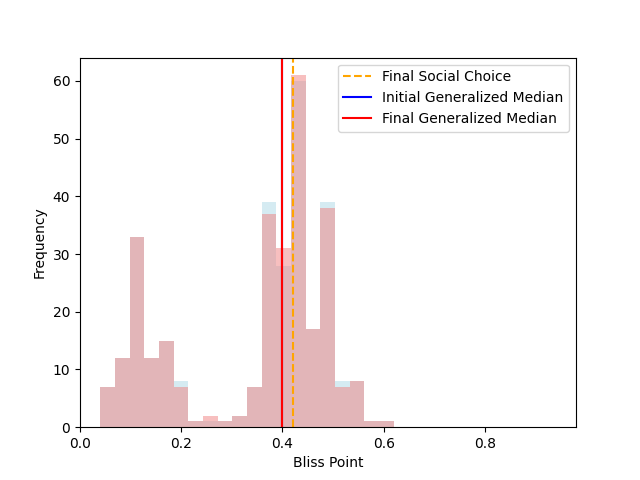 Final Social Choice
Initial Generalized Median
Final Generalized Median
60
50
40
30
20
10
0
Frequency
0.0 0.2 0.4 0.6 0.8
Bliss Point